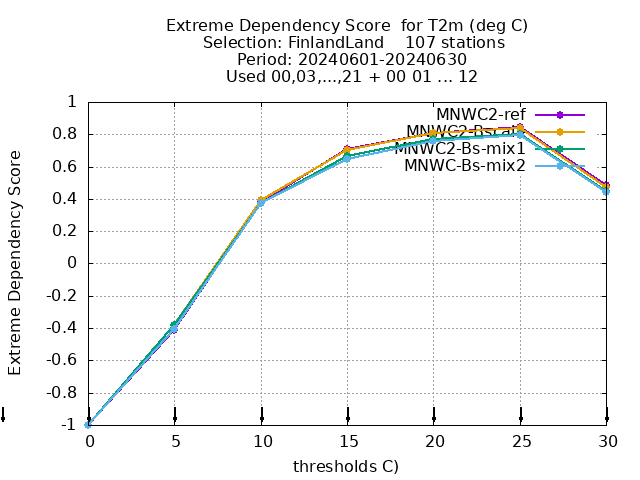 Extreme Dependency Score  for T2m (deg C)
Selection: FinlandLand    107 stations
Period: 20240601-20240630
Used 00,03,...,21 + 00 01 ... 12
Extreme Dependency Score
1
0.8
0.6
0.4
0.2
0
-0.2
-0.4
-0.6
-0.8
-1
MNWC2-ref
MNWC2-Bs-mix1
MNWC-Bs-mix2
0 5 10 15 20 25 30
thresholds C)